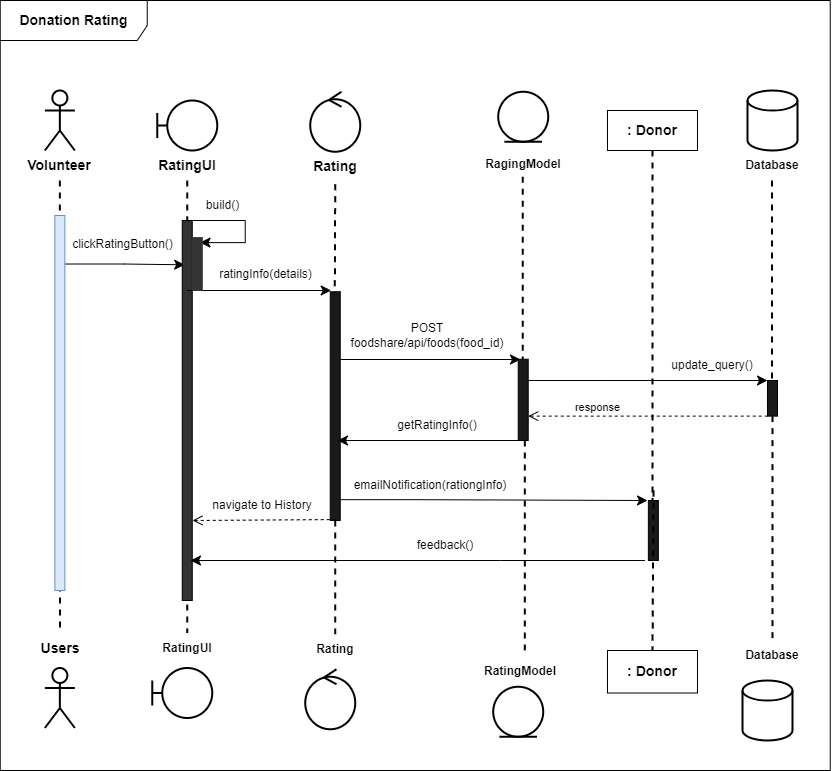 Donation Rating
Volunteer
RatingUI
Rating
RagingModel
: Donor
Database
build()
clickRatingButton()
ratingInfo(details)
POST
foodshare/api/foods(food_id)
update_query()
response
getRatingInfo()
emailNotification(rationgInfo)
navigate to History
feedback()
Users
RatingUI
Rating
RatingModel
: Donor
Database